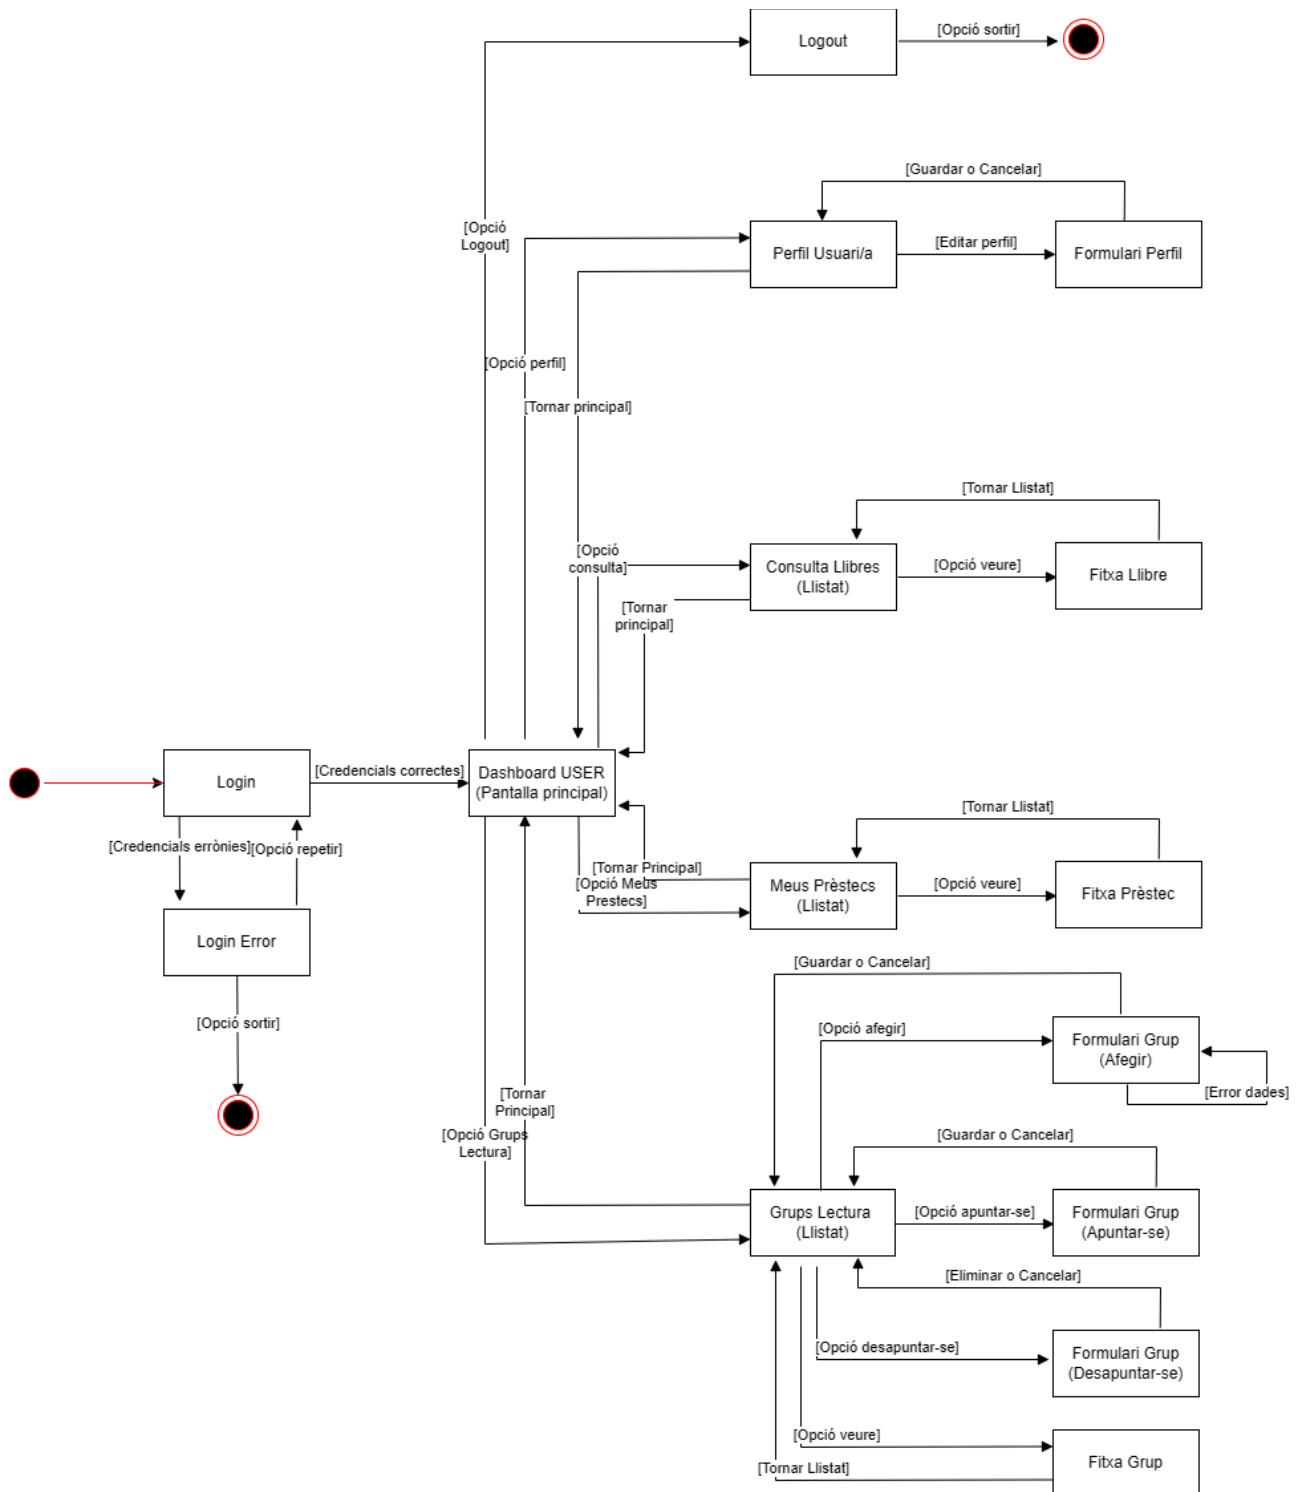 Logout
[Opció sortir]
[Guardar o Cancelar]
[Opció
Logout]
Perfil Usuari/a
[Editar perfil]
Formulari Perfil
[Opció perfil]
[Tornar principal]
[Tornar Llistat]
[Opció
consulta]
Consulta Llibres
(Llistat)
[Opció veure]
Fitxa Llibre
[Tornar
principal]
Login
[Credencials correctes]
Dashboard USER
(Pantalla principal)
[Credencials errònies]
[Opció repetir]
[Tornar Llistat]
[Tornar Principal]
[Opció Meus
Prestecs]
Meus Prèstecs
(Llistat)
[Opció veure]
Fitxa Prèstec
Login Error
[Guardar o Cancelar]
[Opció sortir]
[Opció afegir]
Formulari Grup
(Afegir)
[Error dades]
[Tornar
Principal]
[Opció Grups
Lectura]
[Guardar o Cancelar]
Grups Lectura
(Llistat)
[Opció apuntar-se]
Formulari Grup
(Apuntar-se)
[Eliminar o Cancelar]
[Opció desapuntar-se]
Formulari Grup
(Desapuntar-se)
[Opció veure]
[Tornar Llistat]
Fitxa Grup